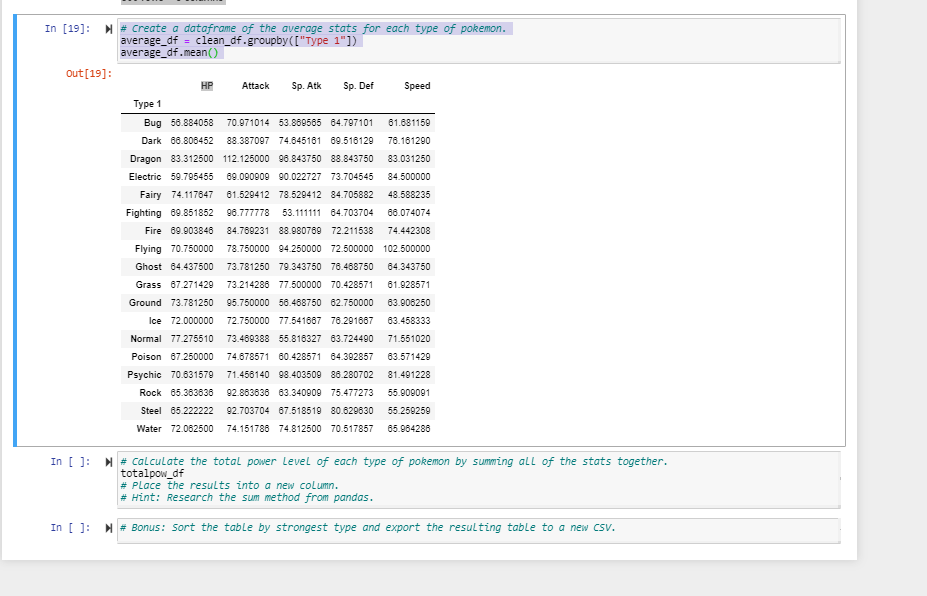 In [19]:
# Create a dataframe of the average stats for each type of pokemon.
average_df = clean_df.groupby(["Type 1"])
average_df.mean()
Out[19]:
HP Attack Sp. Atk Sp. Def Speed
Type 1
Bug 56.884058 70.971014 53.869565 64.797101 61.681159
Dark 66.806452 88.387097 74.645161 69.516129 76.161290
Dragon 83.312500 112.125000 96.843750 88.843750 83.031250
Electric 59.795455 69.090909 90.022727 73.704545 84.500000
Fairy 74.117647 61.529412 78.529412 84.705882 48.588235
Fighting 69.851852 96.777778 53.111111 64.703704 66.074074
Fire 69.903846 84.769231 88.980769 72.211538 74.442308
Flying 70.750000 78.750000 94.250000 72.500000 102.500000
Ghost 64.437500 73.781250 79.343750 76.468750 64.343750
Grass 67.271429 73.214286 77.500000 70.428571 61.928571
Ground 73.781250 95.750000 56.468750 62.750000 63.906250
Ice 72.000000 72.750000 77.541667 76.291667 63.458333
Normal 77.275510 73.469388 55.816327 63.724490 71.551020
Poison 67.250000 74.678571 60.428571 64.392857 63.571429
Psychic 70.631579 71.456140 98.403509 86.280702 81.491228
Rock 65.363636 92.863636 63.340909 75.477273 55.909091
Steel 65.222222 92.703704 67.518519 80.629630 55.259259
Water 72.062500 74.151786 74.812500 70.517857 65.964286
In [ ]:
# Calculate the total power level of each type of pokemon by summing all of the stats together.
totalpow_df
# Place the results into a new column.
# Hint: Research the sum method from pandas.
In [ ]:
# Bonus: Sort the table by strongest type and export the resulting table to a new CSV.